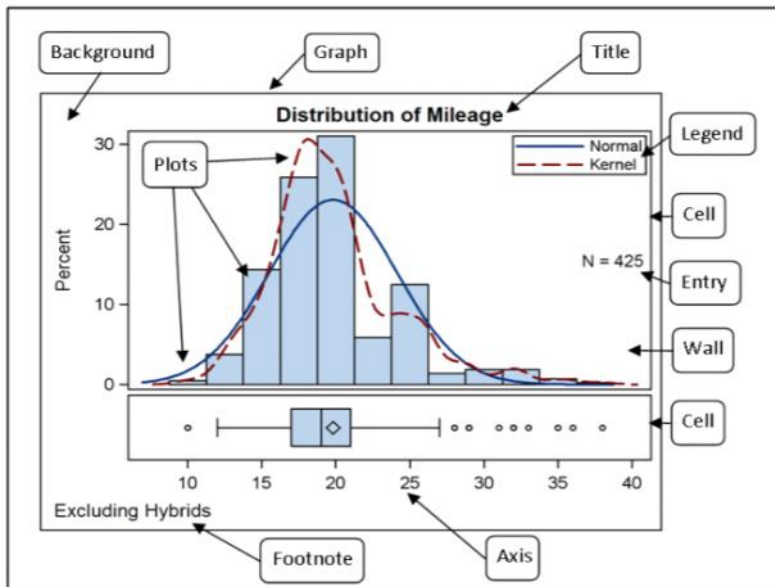 Background
Graph
Title
Distribution of Mileage
Legend
Normal
Kernel
Plots
Cell
N = 425
Entry
Wall
Percent
30
20
10
0
Cell
10 15 20 25 30 35 40
Excluding Hybrids
Footnote
Axis